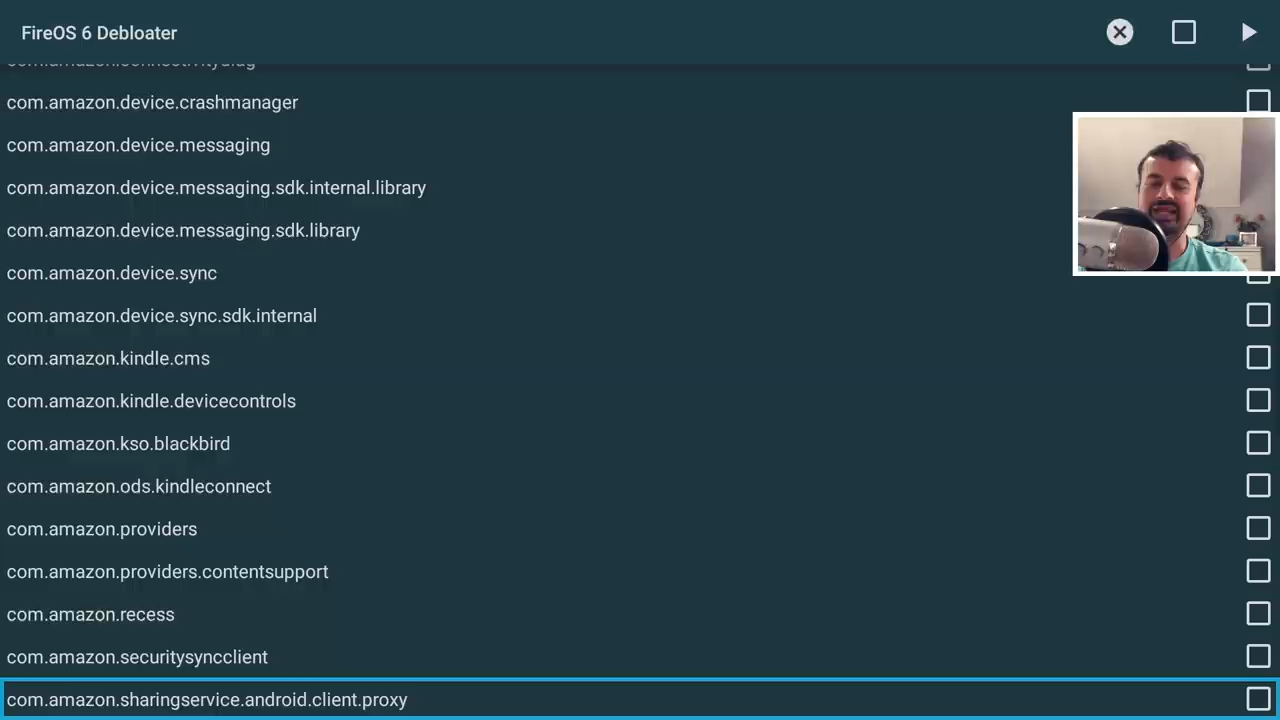 FireOS 6 Debloater
com.amazon.connectivitydiag
com.amazon.device.crashmanager
com.amazon.device.messaging
com.amazon.device.messaging.sdk.internal.library
com.amazon.device.messaging.sdk.library
com.amazon.device.sync
com.amazon.device.sync.sdk.internal
com.amazon.kindle.cms
com.amazon.kindle.devicecontrols
com.amazon.kso.blackbird
com.amazon.ods.kindleconnect
com.amazon.providers
com.amazon.providers.contentsupport
com.amazon.recess
com.amazon.securitysyncclient
com.amazon.sharingservice.android.client.proxy